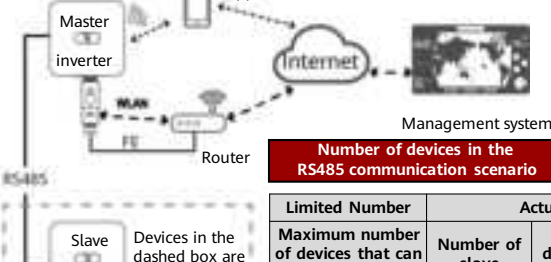 Master
inverter
Internet
WLAN
FE
Router
Management system
RS485
Number of devices in the
RS485 communication scenario
Limited Number
Maximum number
of devices that can
Number of
Slave
Devices in the
dashed box are